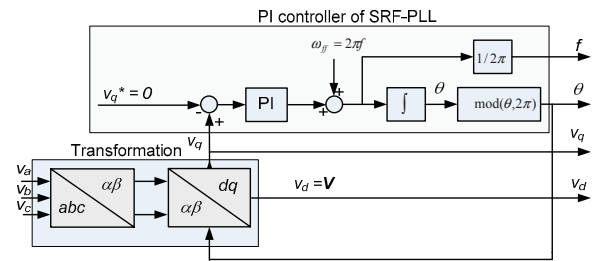 PI controller of SRF-PLL
ω_ff = 2πf
1/2π
f
v_q* = 0
-
+
PI
+
+
∫
θ
mod(θ,2π)
θ
v_q
v_q
Transformation
v_a
v_b
v_c
αβ
abc
dq
αβ
v_d =V
v_d